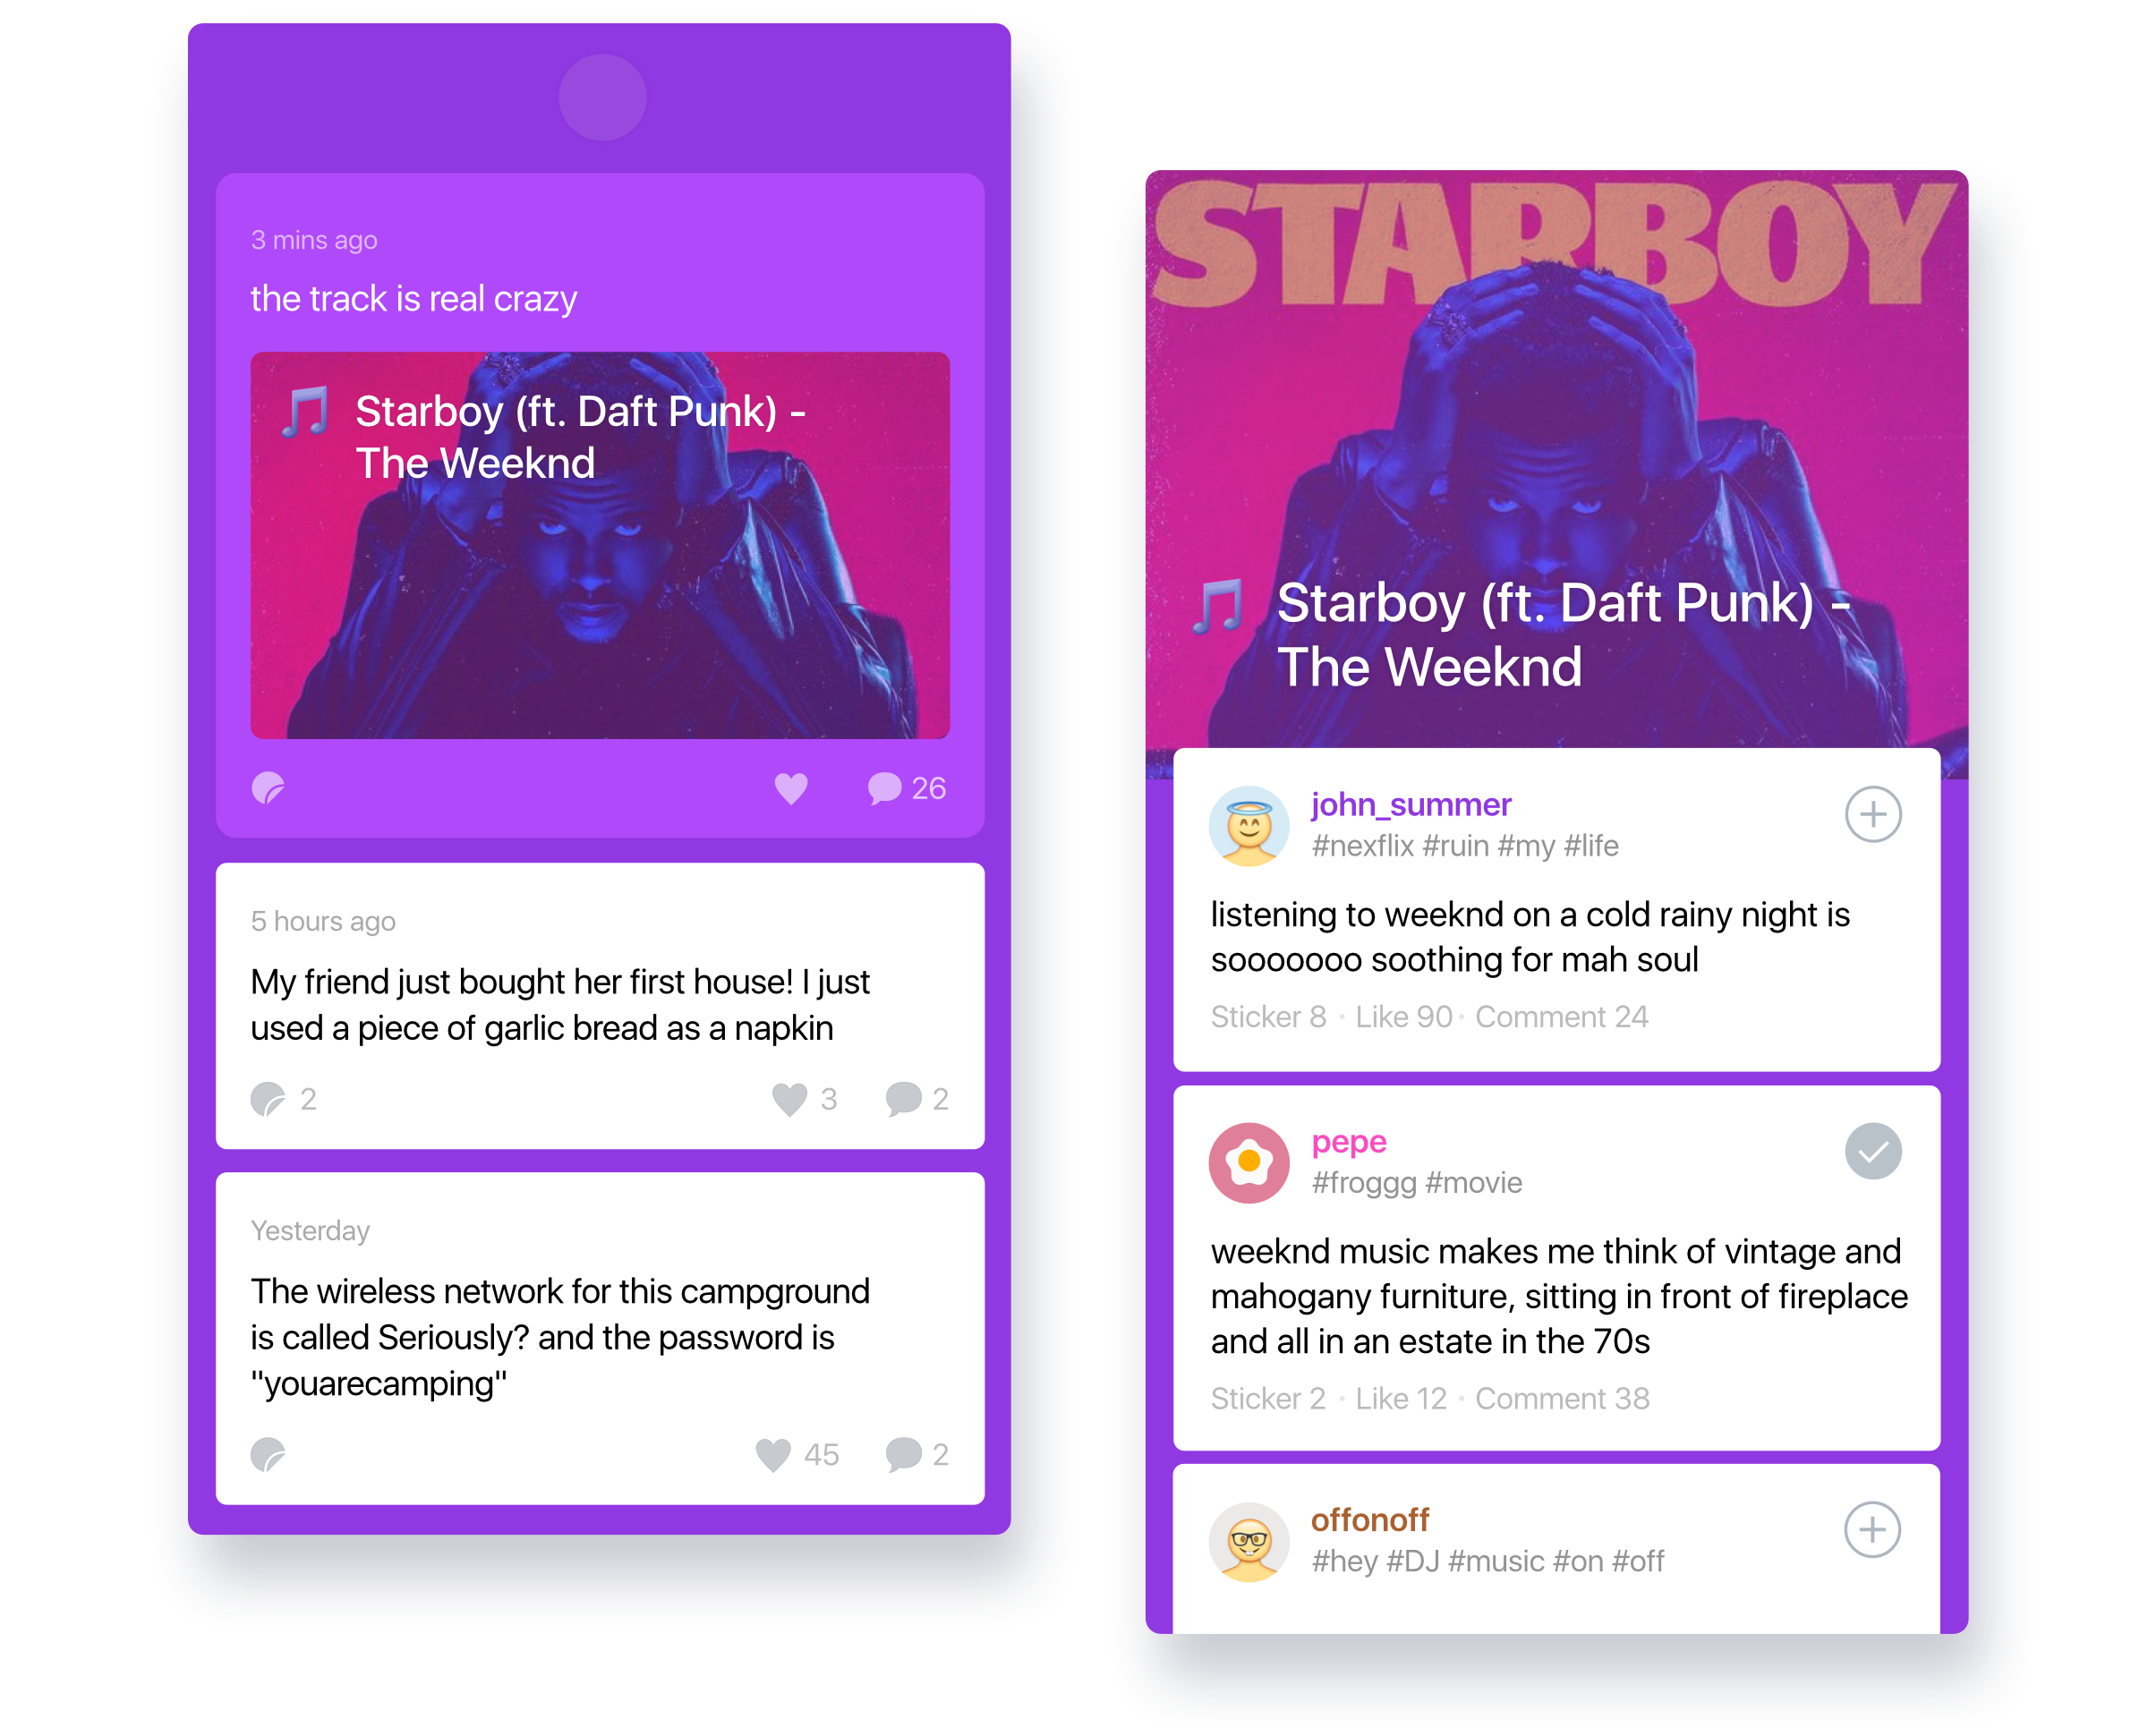 3 mins ago
the track is real crazy
Starboy (ft. Daft Punk) -
The Weeknd
26
5 hours ago
My friend just bought her first house! I just
used a piece of garlic bread as a napkin
2 3 2
Yesterday
The wireless network for this campground
is called Seriously? and the password is
"youarecamping"
45 2
STARBOY
Starboy (ft. Daft Punk) -
The Weeknd
john_summer
#nexflix #ruin #my #life
listening to weeknd on a cold rainy night is
sooooooo soothing for mah soul
Sticker 8 · Like 90 · Comment 24
pepe
#froggg #movie
weeknd music makes me think of vintage and
mahogany furniture, sitting in front of fireplace
and all in an estate in the 70s
Sticker 2 · Like 12 · Comment 38
offonoff
#hey #DJ #music #on #off